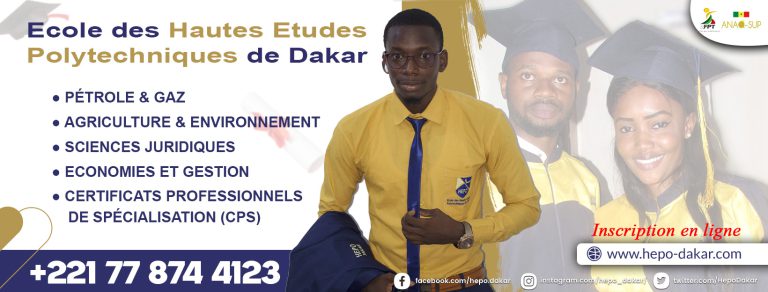 Ecole des Hautes Etudes
Polytechniques de Dakar
● PÉTROLE & GAZ
● AGRICULTURE & ENVIRONNEMENT
● SCIENCES JURIDIQUES
● ECONOMIES ET GESTION
● CERTIFICATS PROFESSIONNELS
DE SPÉCIALISATION (CPS)
+221 77 874 4123
HEPO
FPT
ANAQ-SUP
Inscription en ligne
www.hepo-dakar.com
facebook.com/hepo.dakar
instagram.com/hepo_dakar/
twitter.com/HepoDakar